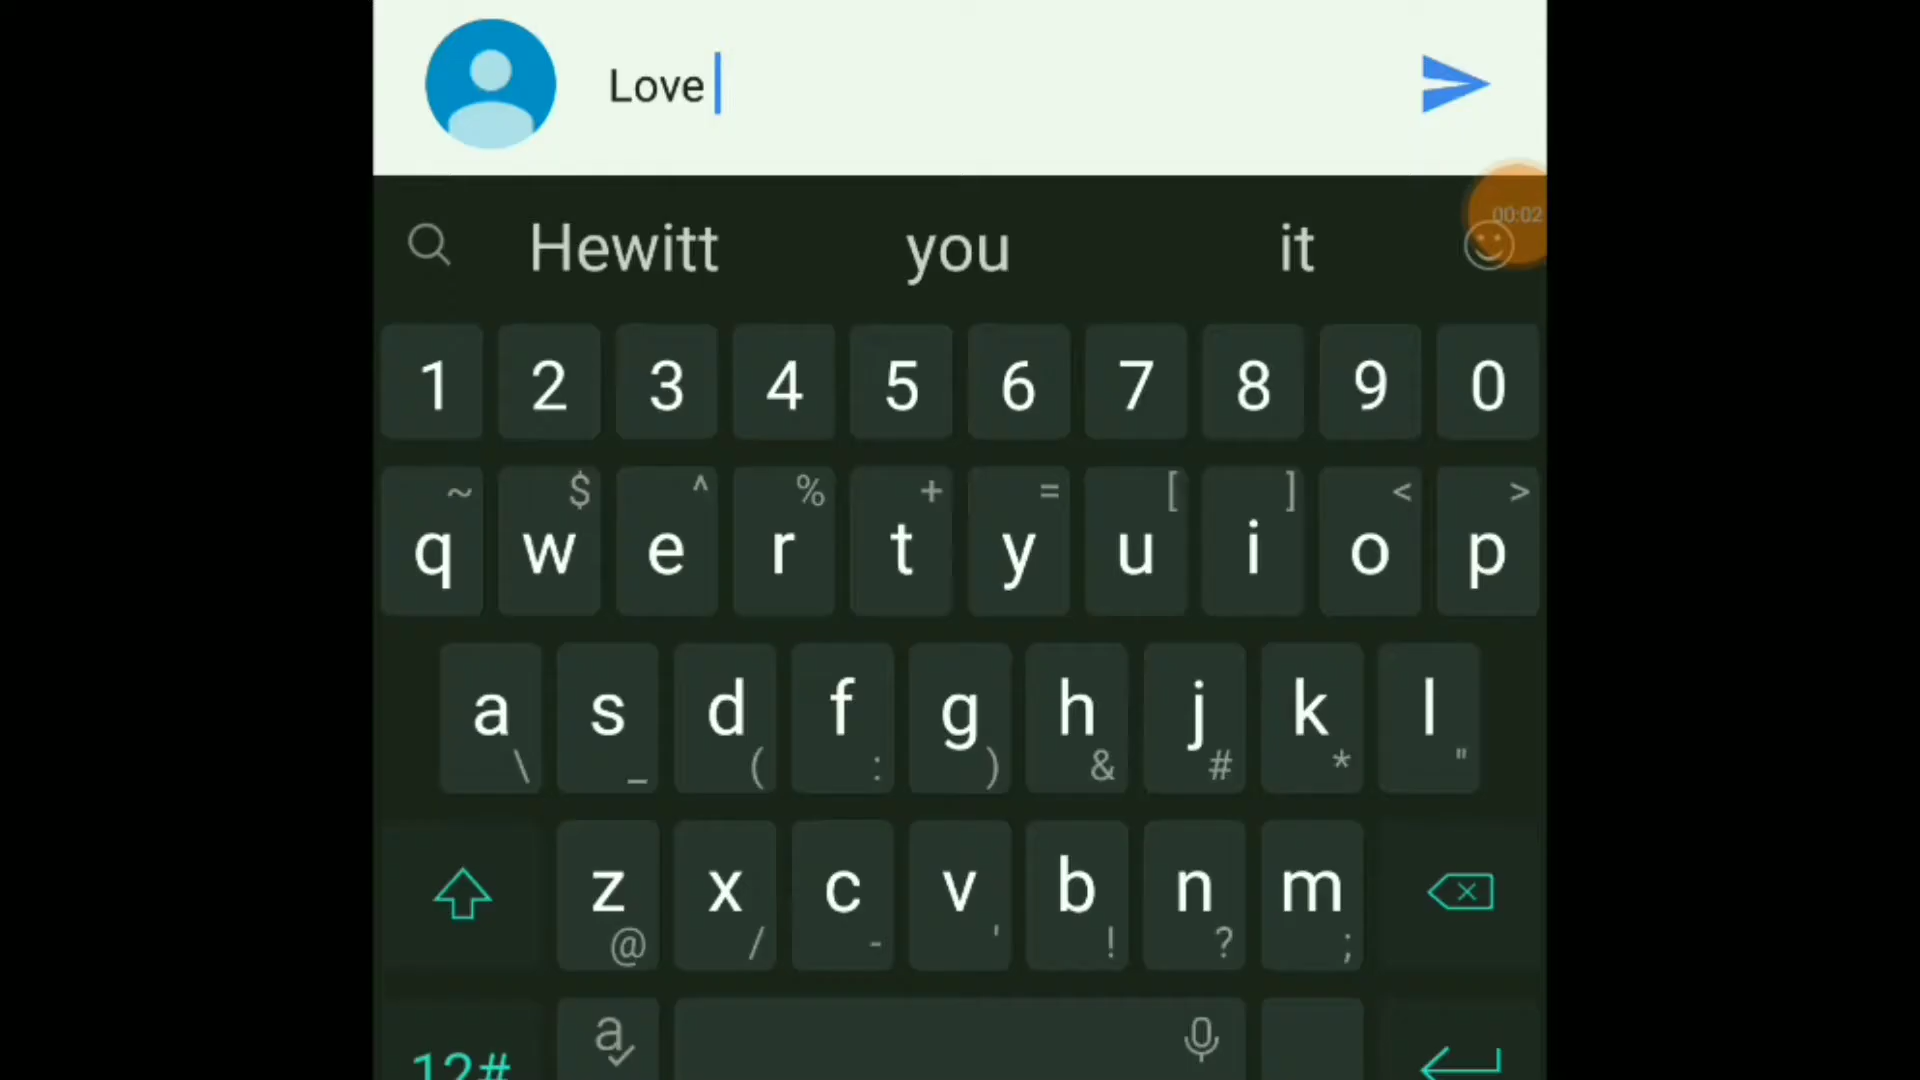 Love
00:02
Hewitt you it
1 2 3 4 5 6 7 8 9 0
~ $ ^ % + = [ ] < >
q w e r t y u i o p
a s d f g h j k l
\ _ ( : ) & # * "
z x c v b n m
@ / - ' ! ? ;
12# a